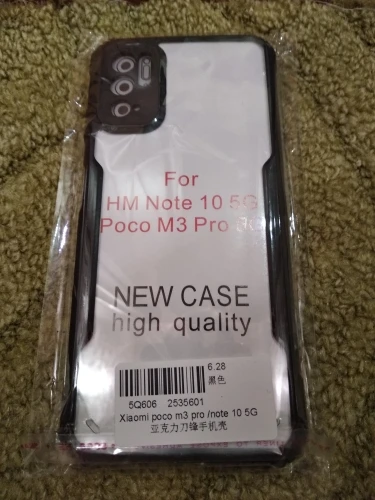 For
HM Note 10 5G
Poco M3 Pro
NEW CASE
high quality
6.28
黑色
5Q606 2535601
Xiaomi poco m3 pro /note 10 5G
亚克力刀锋手机壳